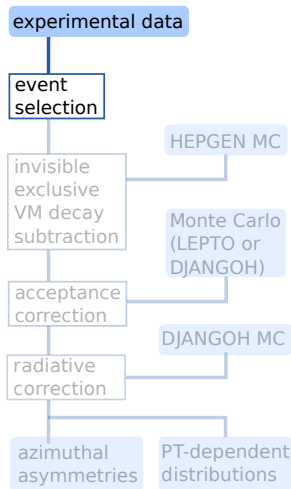 experimental data
event
selection
HEPGEN MC
invisible
exclusive
VM decay
subtraction
Monte Carlo
(LEPTO or
DJANGOH)
acceptance
correction
DJANGOH MC
radiative
correction
azimuthal
asymmetries
PT-dependent
distributions